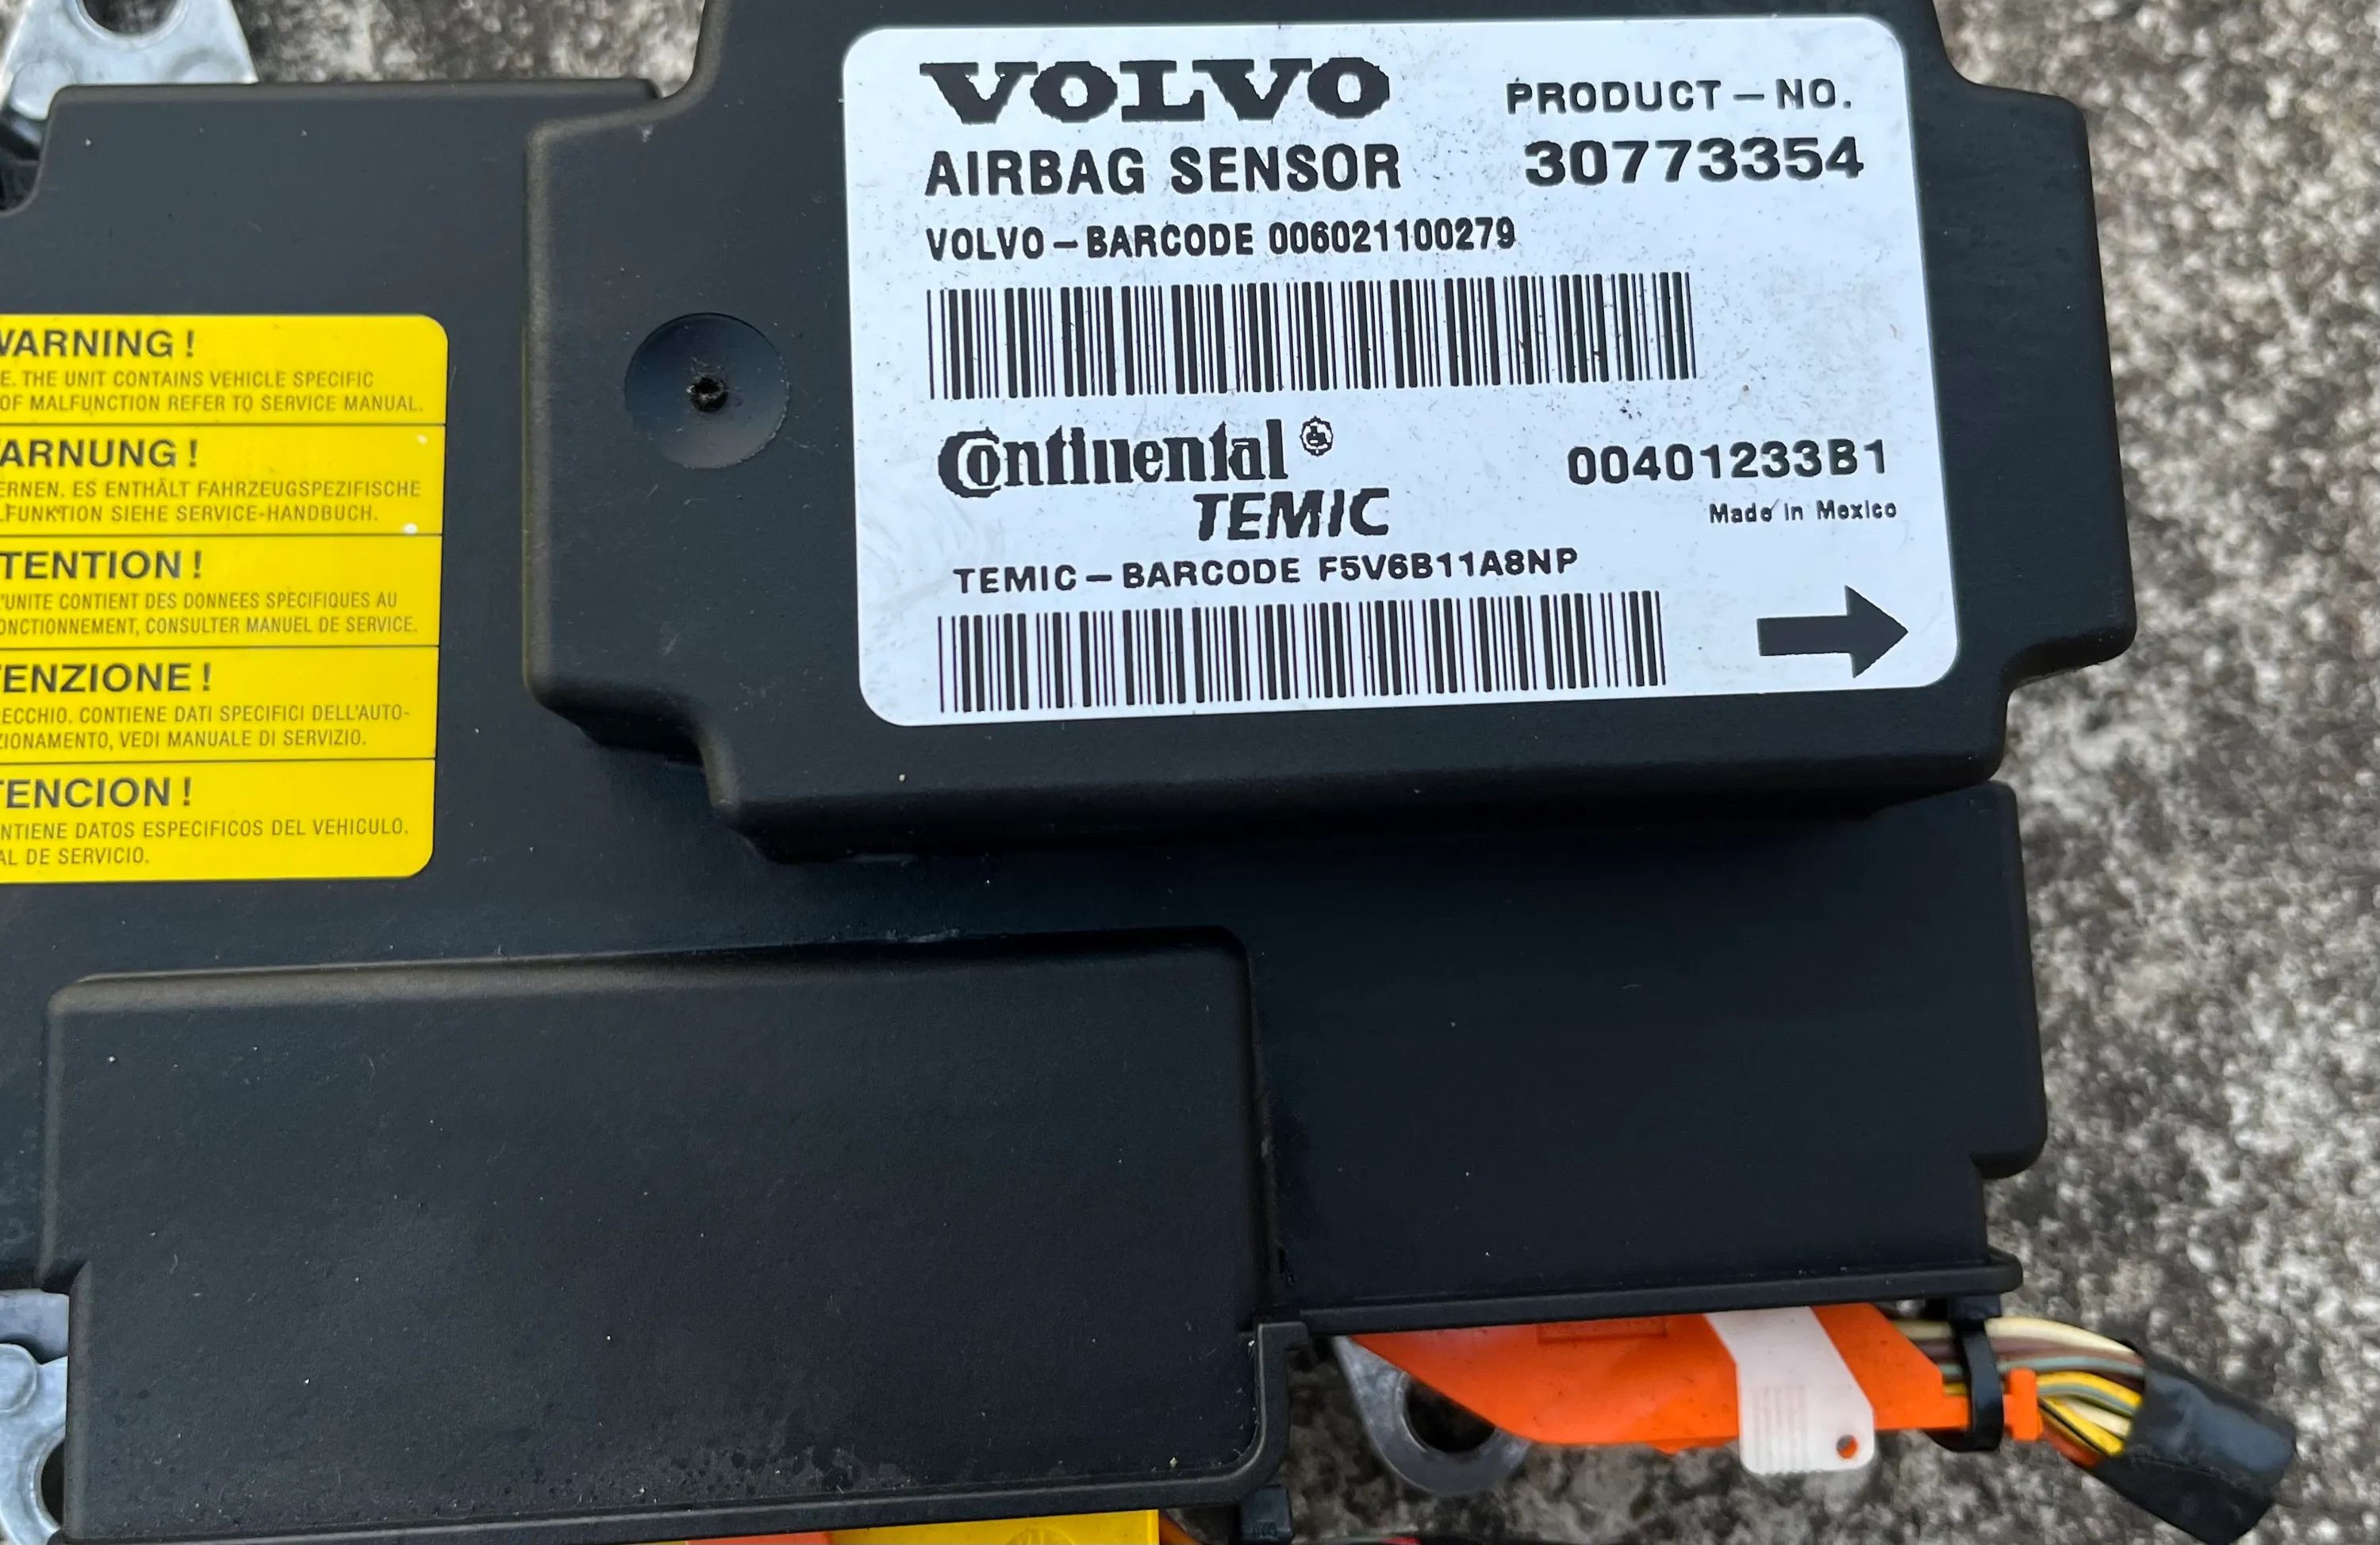 WARNING!
E. THE UNIT CONTAINS VEHICLE SPECIFIC
OF MALFUNCTION REFER TO SERVICE MANUAL.
ARNUNG!
ERNEN. ES ENTHÄLT FAHRZEUGSPEZIFISCHE
FUNKTION SIEHE SERVICE-HANDBUCH.
TENTION!
'UNITE CONTIENT DES DONNEES SPÈCIFIQUES AU
ONCTIONNEMENT, CONSULTER MANUEL DE SERVICE.
ENZIONE!
ECCHIO. CONTIENE DATI SPECIFICI DELL'AUTO-
ZIONAMENTO, VEDI MANUALE DI SERVIZIO.
TENCION!
NTIENE DATOS ESPECIFICOS DEL VEHICULO.
AL DE SERVICIO.
VOLVO
PRODUCT-NO.
AIRBAG SENSOR
30773354
VOLVO-BARCODE 006021100279
Continental
00401233B1
TEMIC
Made in Mexico
TEMIC-BARCODE F5V6B11A8NP